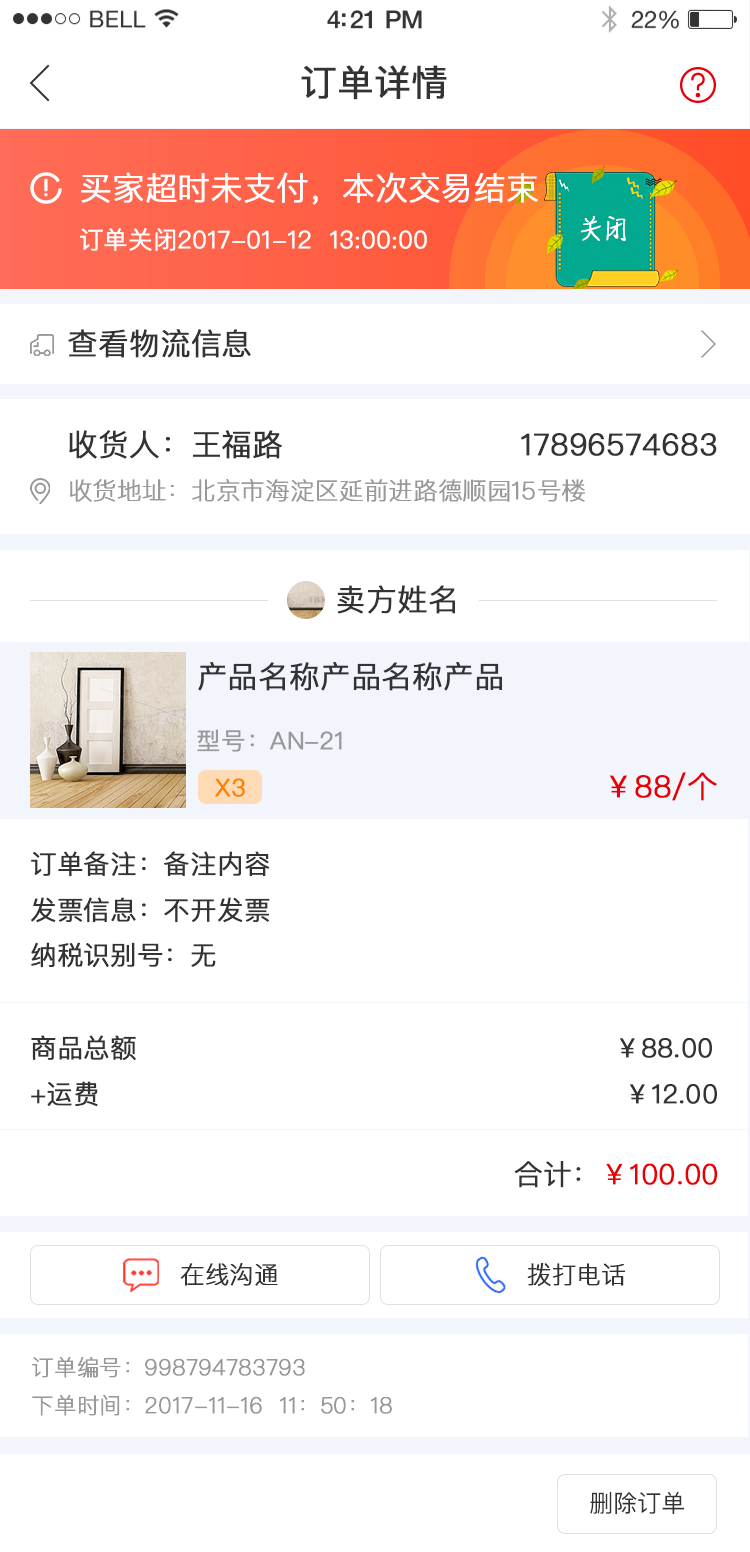 BELL 4:21 PM 22%
订单详情
买家超时未支付，本次交易结束
订单关闭2017-01-12 13:00:00
关闭
查看物流信息
收货人：王福路 17896574683
收货地址：北京市海淀区延前进路德顺园15号楼
卖方姓名
产品名称产品名称产品
型号：AN-21
X3 ¥88/个
订单备注：备注内容
发票信息：不开发票
纳税识别号：无
商品总额 ¥88.00
+运费 ¥12.00
合计：¥100.00
在线沟通 拨打电话
订单编号：998794783793
下单时间：2017-11-16 11：50：18
删除订单